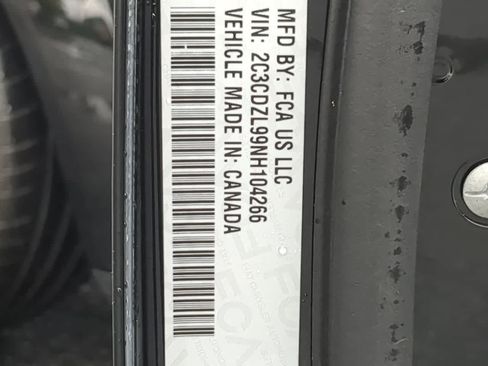 MFD BY: FCA US LLC
VIN: 2C3CDZL99NH104266
VEHICLE MADE IN: CANADA